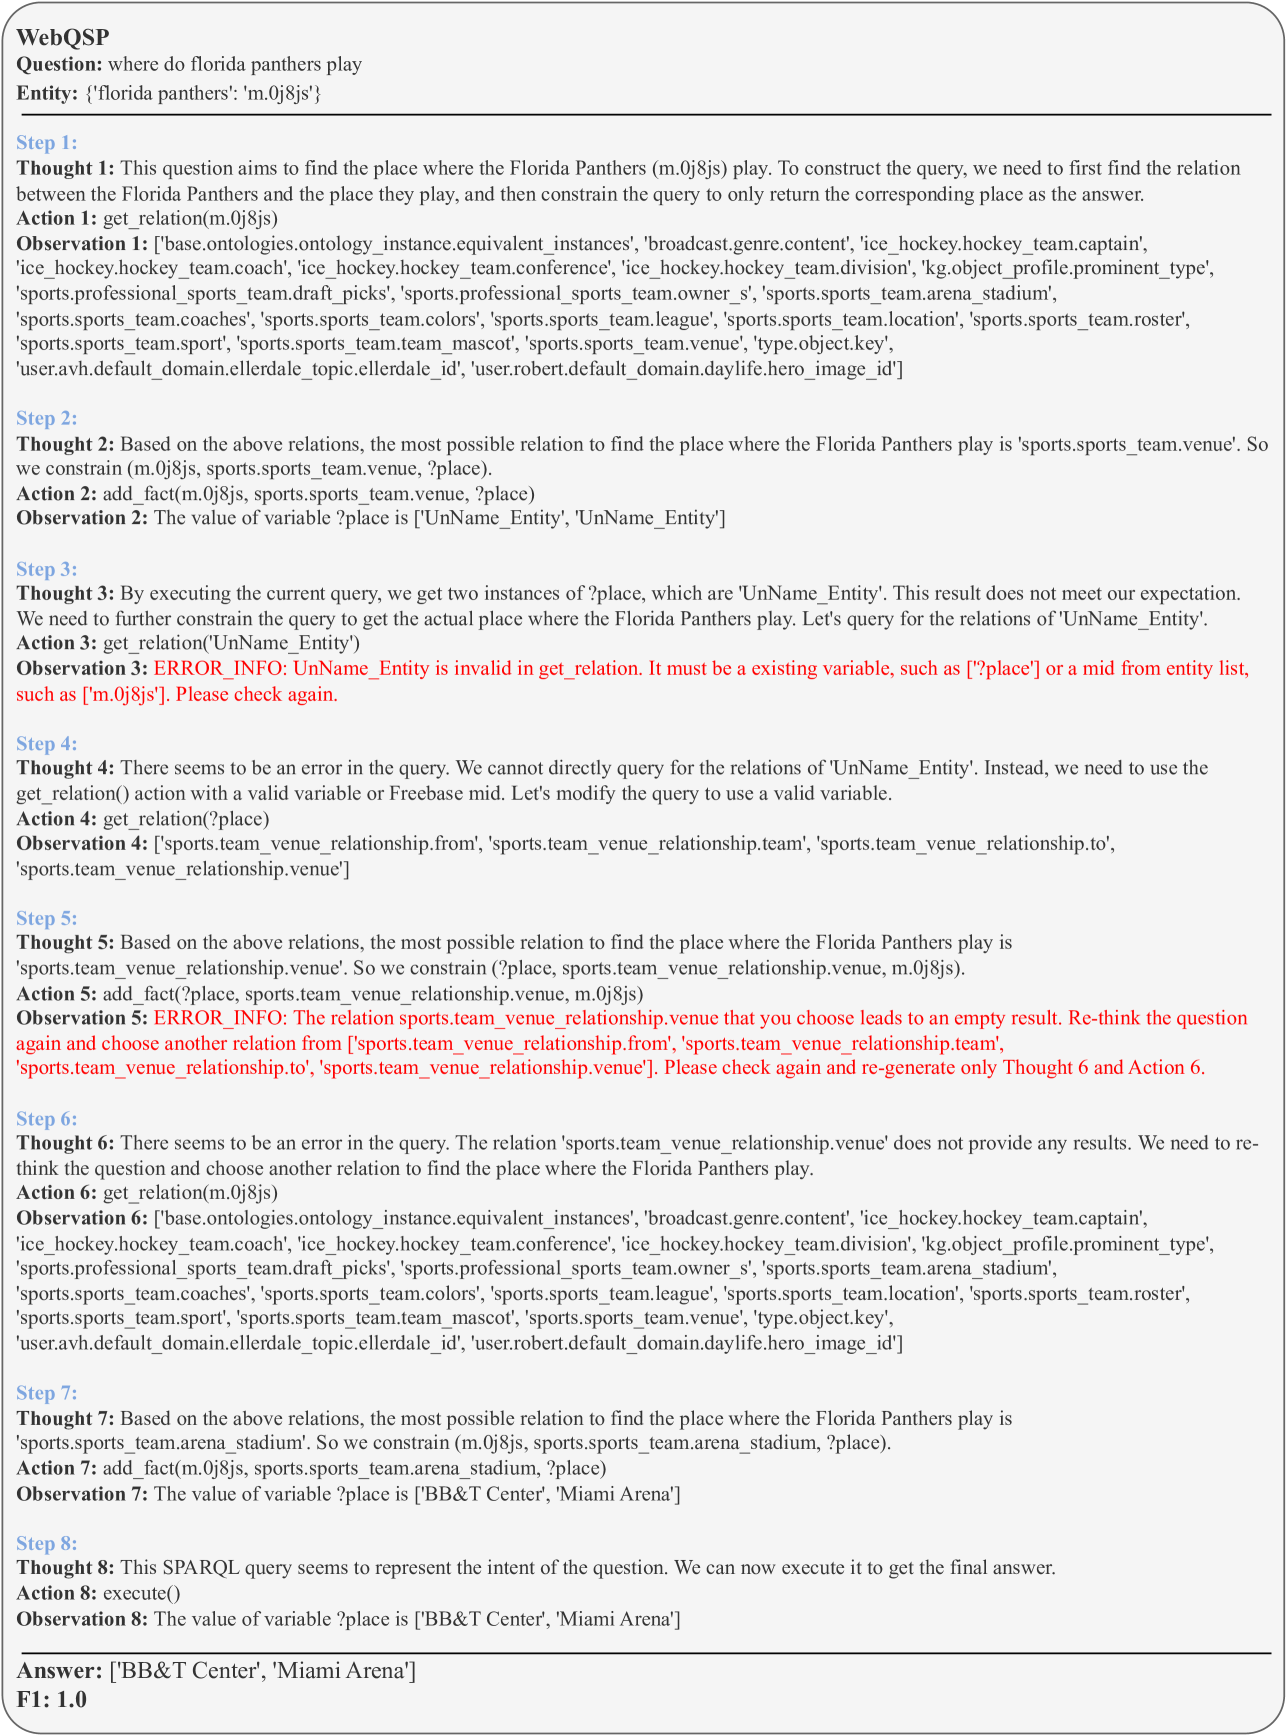 WebQSP
Question: where do florida panthers play
Entity: {'florida panthers': 'm.0j8js'}
Step 1:
Thought 1: This question aims to find the place where the Florida Panthers (m.0j8js) play. To construct the query, we need to first find the relation
between the Florida Panthers and the place they play, and then constrain the query to only return the corresponding place as the answer.
Action 1: get_relation(m.0j8js)
Observation 1: ['base.ontologies.ontology_instance.equivalent_instances', 'broadcast.genre.content', 'ice_hockey.hockey_team.captain',
'ice_hockey.hockey_team.coach', 'ice_hockey.hockey_team.conference', 'ice_hockey.hockey_team.division', 'kg.object_profile.prominent_type',
'sports.professional_sports_team.draft_picks', 'sports.professional_sports_team.owner_s', 'sports.sports_team.arena_stadium',
'sports.sports_team.coaches', 'sports.sports_team.colors', 'sports.sports_team.league', 'sports.sports_team.location', 'sports.sports_team.roster',
'sports.sports_team.sport', 'sports.sports_team.team_mascot', 'sports.sports_team.venue', 'type.object.key',
'user.avh.default_domain.ellerdale_topic.ellerdale_id', 'user.robert.default_domain.daylife.hero_image_id']
Step 2:
Thought 2: Based on the above relations, the most possible relation to find the place where the Florida Panthers play is 'sports.sports_team.venue'. So
we constrain (m.0j8js, sports.sports_team.venue, ?place).
Action 2: add_fact(m.0j8js, sports.sports_team.venue, ?place)
Observation 2: The value of variable ?place is ['UnName_Entity', 'UnName_Entity']
Step 3:
Thought 3: By executing the current query, we get two instances of ?place, which are 'UnName_Entity'. This result does not meet our expectation.
We need to further constrain the query to get the actual place where the Florida Panthers play. Let's query for the relations of 'UnName_Entity'.
Action 3: get_relation('UnName_Entity')
Observation 3: ERROR_INFO: UnName_Entity is invalid in get_relation. It must be a existing variable, such as ['?place'] or a mid from entity list,
such as ['m.0j8js']. Please check again.
Step 4:
Thought 4: There seems to be an error in the query. We cannot directly query for the relations of 'UnName_Entity'. Instead, we need to use the
get_relation() action with a valid variable or Freebase mid. Let's modify the query to use a valid variable.
Action 4: get_relation(?place)
Observation 4: ['sports.team_venue_relationship.from', 'sports.team_venue_relationship.team', 'sports.team_venue_relationship.to',
'sports.team_venue_relationship.venue']
Step 5:
Thought 5: Based on the above relations, the most possible relation to find the place where the Florida Panthers play is
'sports.team_venue_relationship.venue'. So we constrain (?place, sports.team_venue_relationship.venue, m.0j8js).
Action 5: add_fact(?place, sports.team_venue_relationship.venue, m.0j8js)
Observation 5: ERROR_INFO: The relation sports.team_venue_relationship.venue that you choose leads to an empty result. Re-think the question
again and choose another relation from ['sports.team_venue_relationship.from', 'sports.team_venue_relationship.team',
'sports.team_venue_relationship.to', 'sports.team_venue_relationship.venue']. Please check again and re-generate only Thought 6 and Action 6.
Step 6:
Thought 6: There seems to be an error in the query. The relation 'sports.team_venue_relationship.venue' does not provide any results. We need to re-
think the question and choose another relation to find the place where the Florida Panthers play.
Action 6: get_relation(m.0j8js)
Observation 6: ['base.ontologies.ontology_instance.equivalent_instances', 'broadcast.genre.content', 'ice_hockey.hockey_team.captain',
'ice_hockey.hockey_team.coach', 'ice_hockey.hockey_team.conference', 'ice_hockey.hockey_team.division', 'kg.object_profile.prominent_type',
'sports.professional_sports_team.draft_picks', 'sports.professional_sports_team.owner_s', 'sports.sports_team.arena_stadium',
'sports.sports_team.coaches', 'sports.sports_team.colors', 'sports.sports_team.league', 'sports.sports_team.location', 'sports.sports_team.roster',
'sports.sports_team.sport', 'sports.sports_team.team_mascot', 'sports.sports_team.venue', 'type.object.key',
'user.avh.default_domain.ellerdale_topic.ellerdale_id', 'user.robert.default_domain.daylife.hero_image_id']
Step 7:
Thought 7: Based on the above relations, the most possible relation to find the place where the Florida Panthers play is
'sports.sports_team.arena_stadium'. So we constrain (m.0j8js, sports.sports_team.arena_stadium, ?place).
Action 7: add_fact(m.0j8js, sports.sports_team.arena_stadium, ?place)
Observation 7: The value of variable ?place is ['BB&T Center', 'Miami Arena']
Step 8:
Thought 8: This SPARQL query seems to represent the intent of the question. We can now execute it to get the final answer.
Action 8: execute()
Observation 8: The value of variable ?place is ['BB&T Center', 'Miami Arena']
Answer: ['BB&T Center', 'Miami Arena']
F1: 1.0